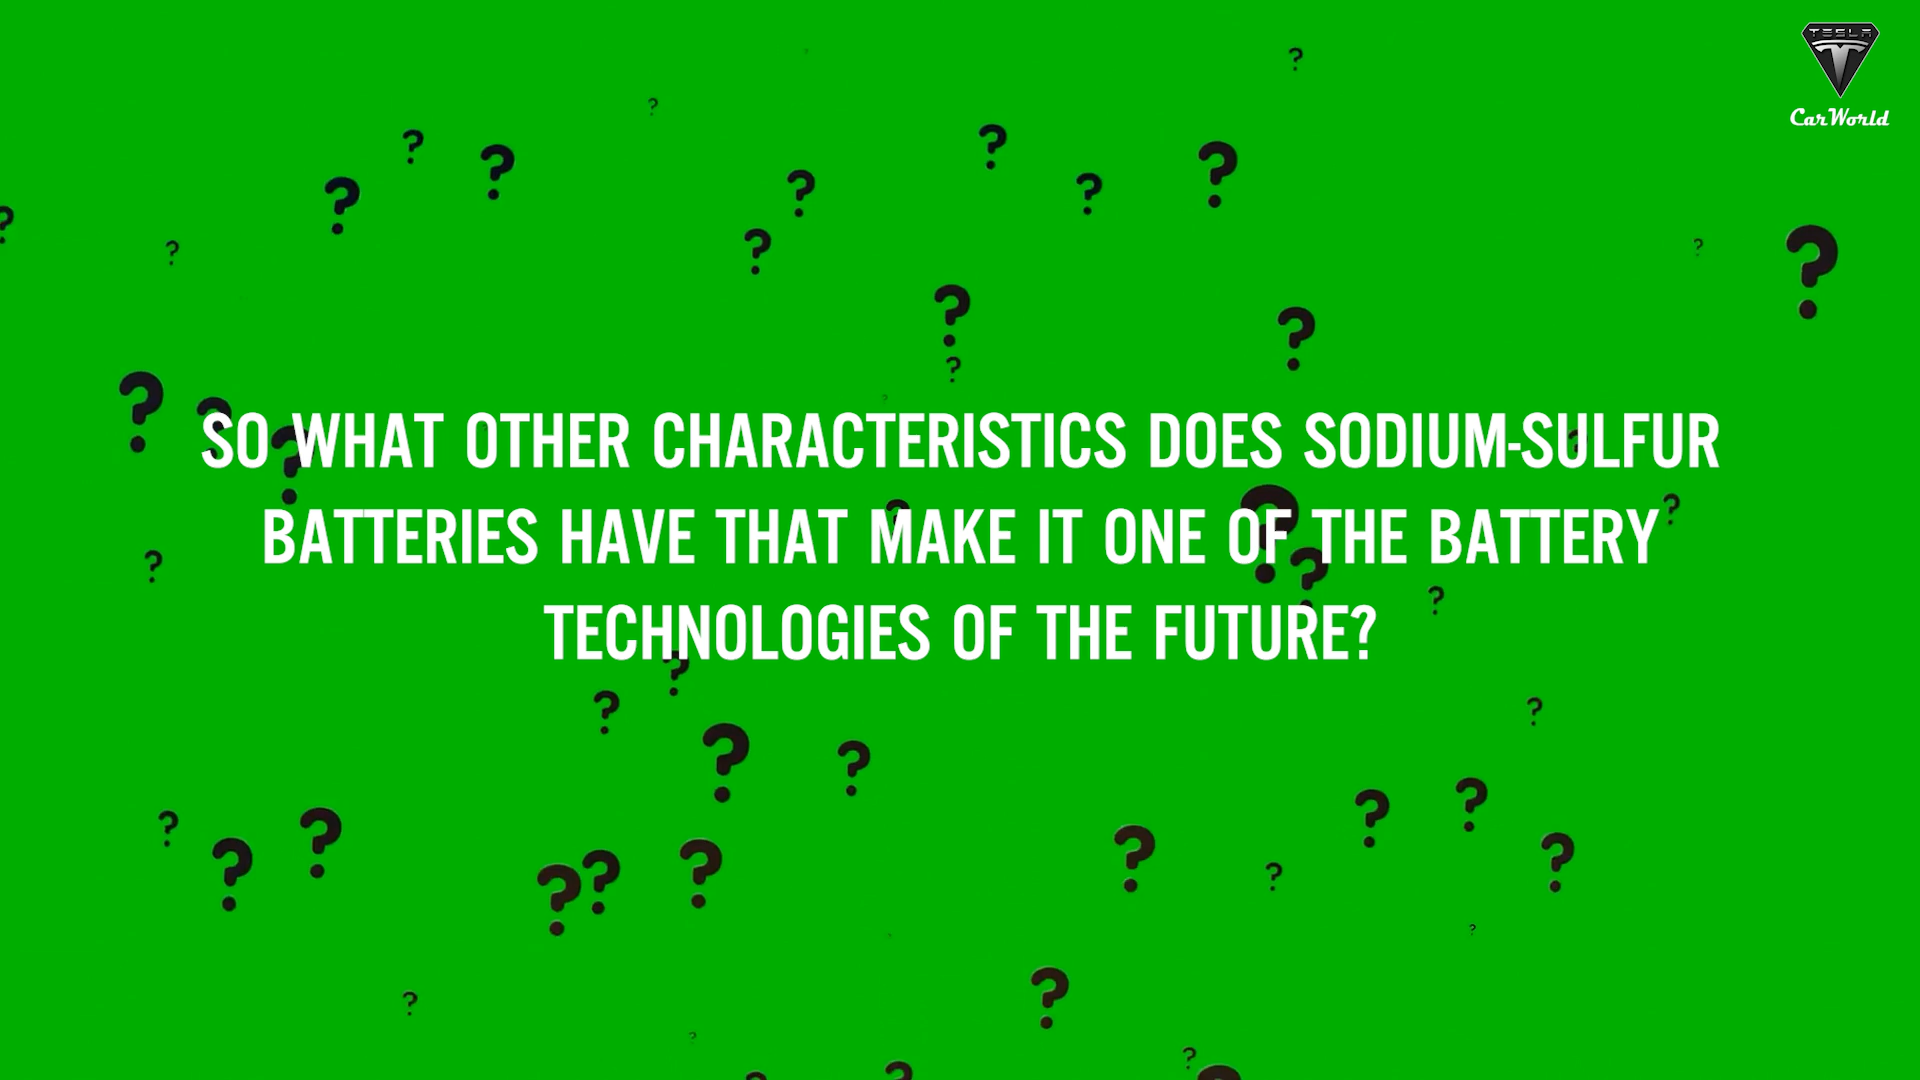 TESLA
CarWorld
SO WHAT OTHER CHARACTERISTICS DOES SODIUM-SULFUR
BATTERIES HAVE THAT MAKE IT ONE OF THE BATTERY
TECHNOLOGIES OF THE FUTURE?